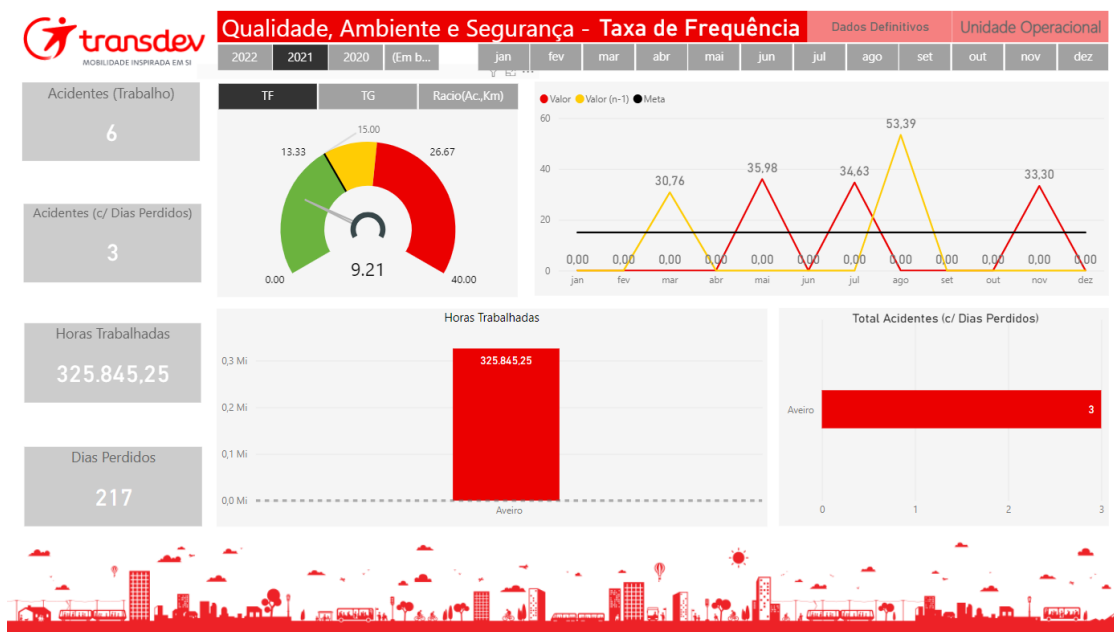 transdev
MOBILIDADE INSPIRADA EM SI
Qualidade, Ambiente e Segurança - Taxa de Frequência
Dados Definitivos
Unidade Operacional
2022 2021 2020 (Em b...
jan fev mar abr mai jun jul ago set out nov dez
Acidentes (Trabalho)
6
Acidentes (c/ Dias Perdidos)
3
Horas Trabalhadas
325.845,25
Dias Perdidos
217
TF TG Racio(Ac.,Km)
15.00
13.33 26.67
9.21
0.00 40.00
Valor Valor (n-1) Meta
60
53,39
40
35,98 34,63 33,30
30,76
20
0,00 0,00 0,00 0,00 0,00 0,00 0,00 0,00 0,00 0,00 0,00 0,00
0
jan fev mar abr mai jun jul ago set out nov dez
Horas Trabalhadas
325.845,25
0,3 Mi
0,2 Mi
0,1 Mi
0,0 Mi
Aveiro
Total Acidentes (c/ Dias Perdidos)
Aveiro 3
0 1 2 3